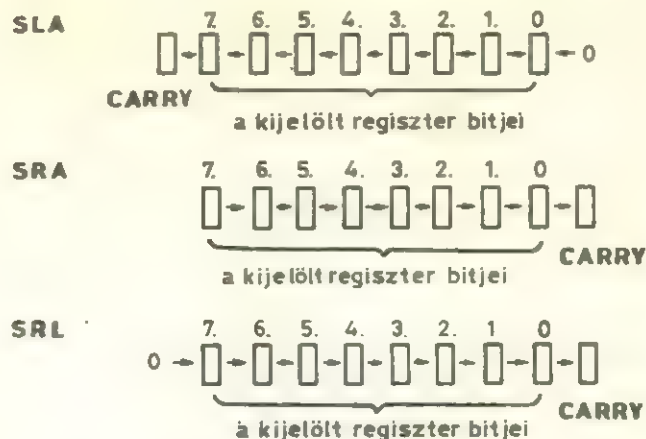 SLA 7. 6. 5. 4. 3. 2. 1. 0
0
CARRY
a kijelölt regiszter bitjei
SRA 7. 6. 5. 4. 3. 2. 1. 0
a kijelölt regiszter bitjei CARRY
SRL 7. 6. 5. 4. 3. 2. 1 0
0
a kijelölt regiszter bitjei CARRY